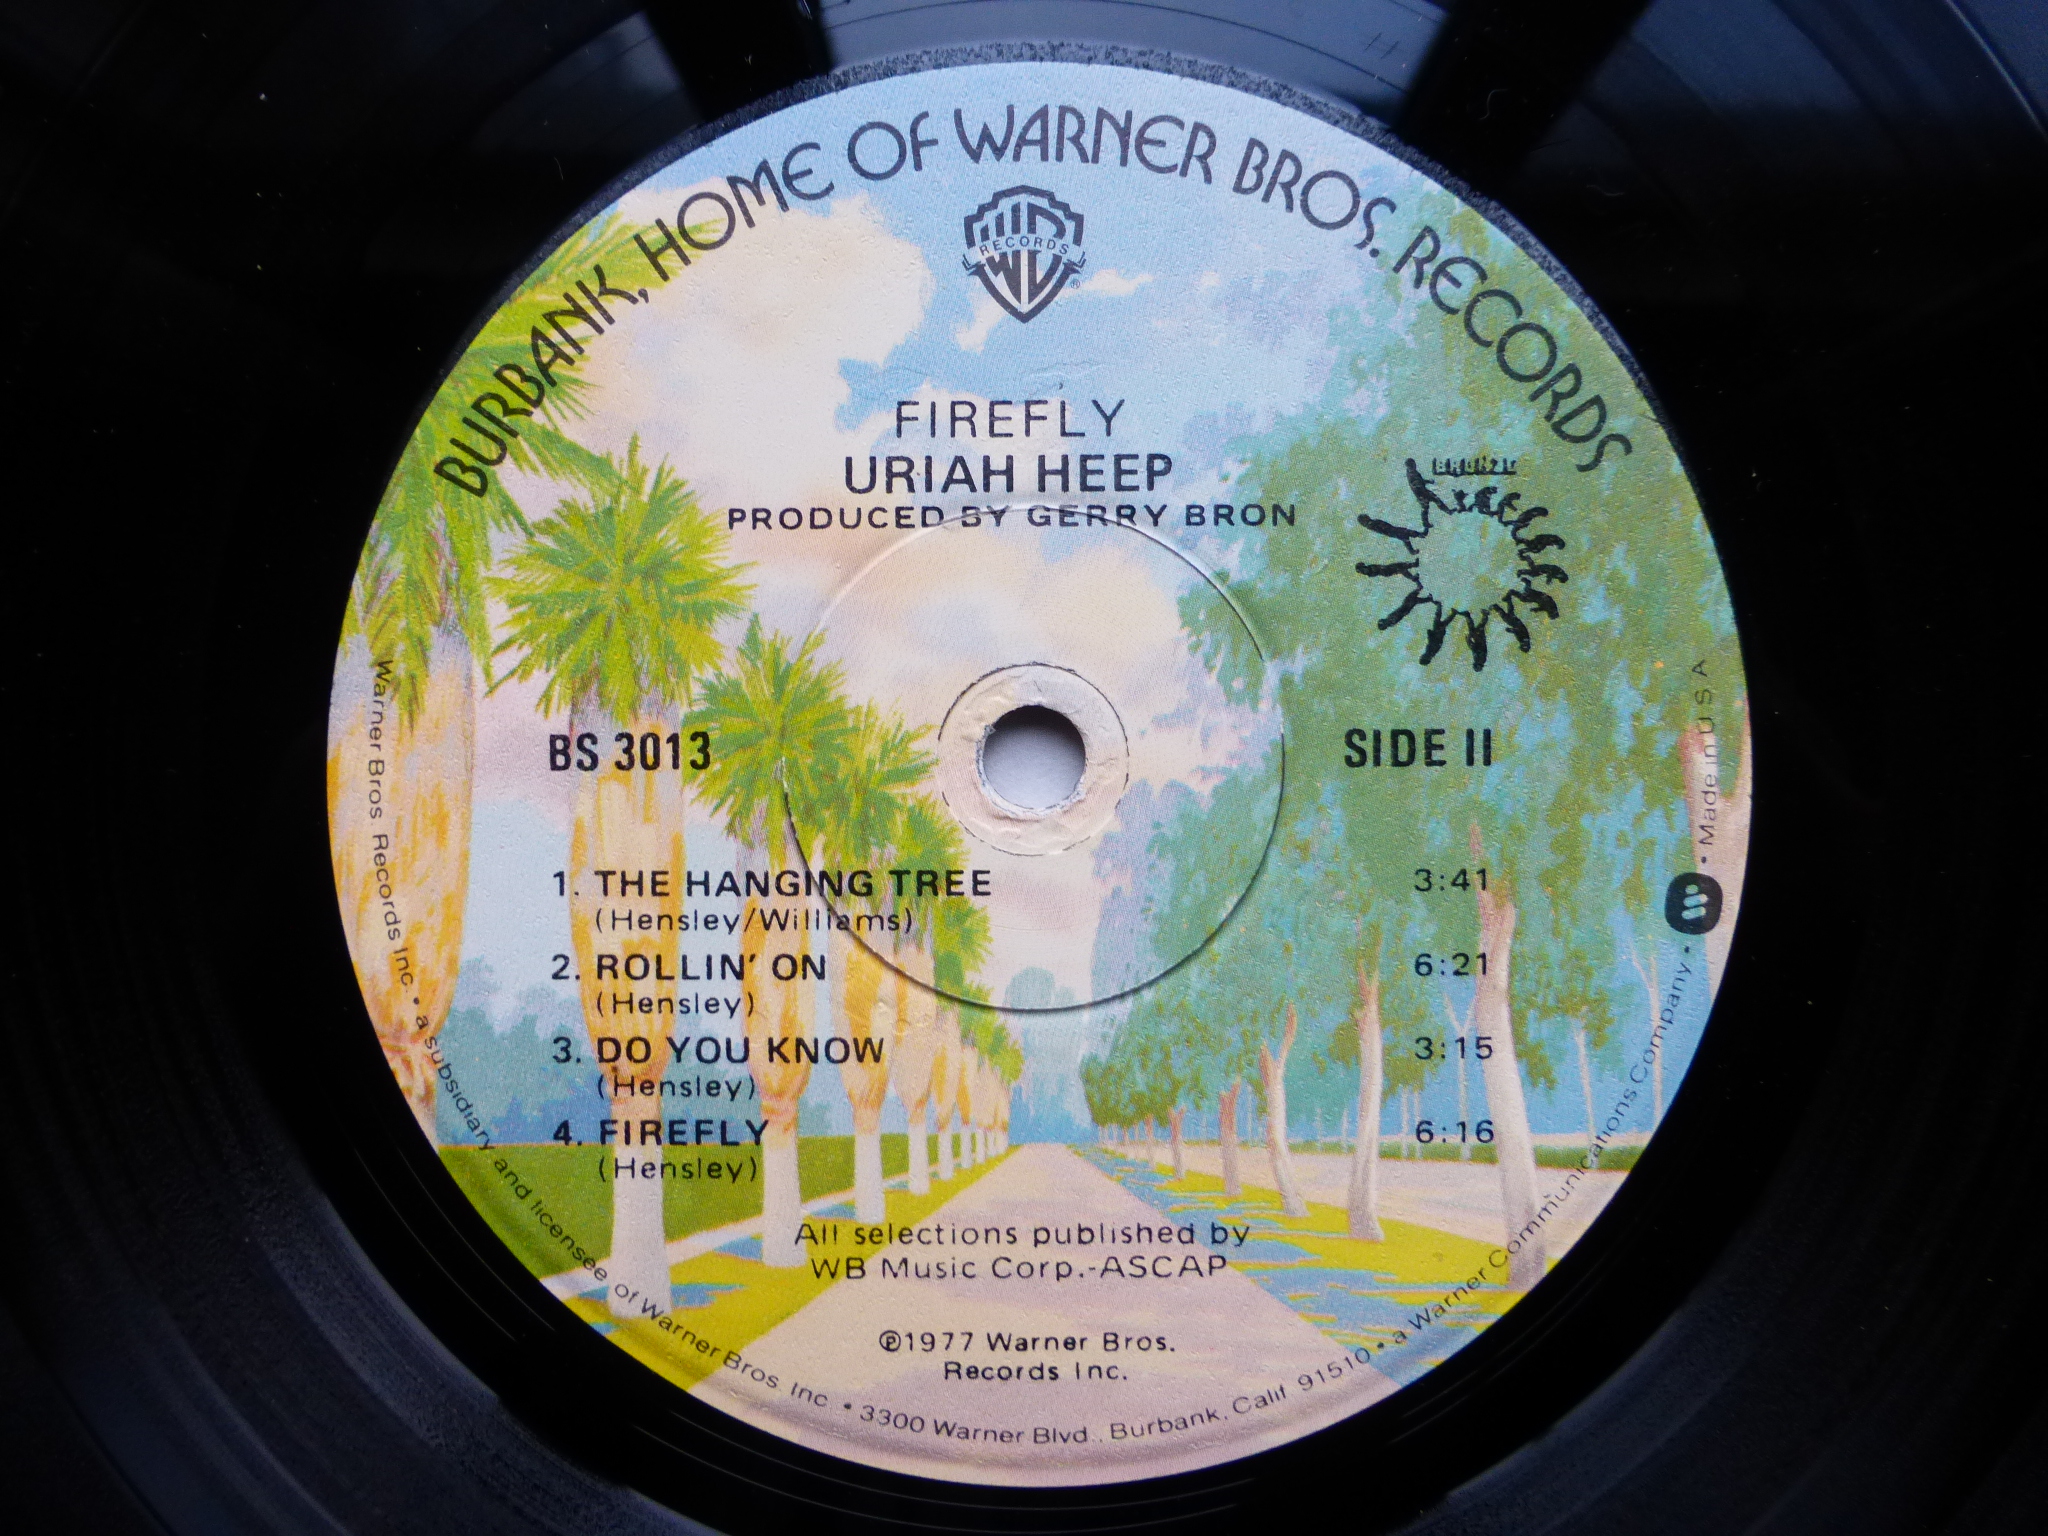 BURBANK, HOME OF WARNER BROS. RECORDS
RECORDS
FIREFLY
URIAH HEEP
PRODUCED BY GERRY BRON
BRONZE
BS 3013
SIDE II
1. THE HANGING TREE 3:41
(Hensley/Williams)
2. ROLLIN' ON 6:21
(Hensley)
3. DO YOU KNOW 3:15
(Hensley)
4. FIREFLY 6:16
(Hensley)
All selections published by
WB Music Corp.-ASCAP
℗1977 Warner Bros.
Records Inc.
Warner Bros. Records Inc. • a subsidiary and licensee of Warner Bros. Inc. • 3300 Warner Blvd., Burbank, Calif. 91510 • a Warner Communications Company • Made in U S A